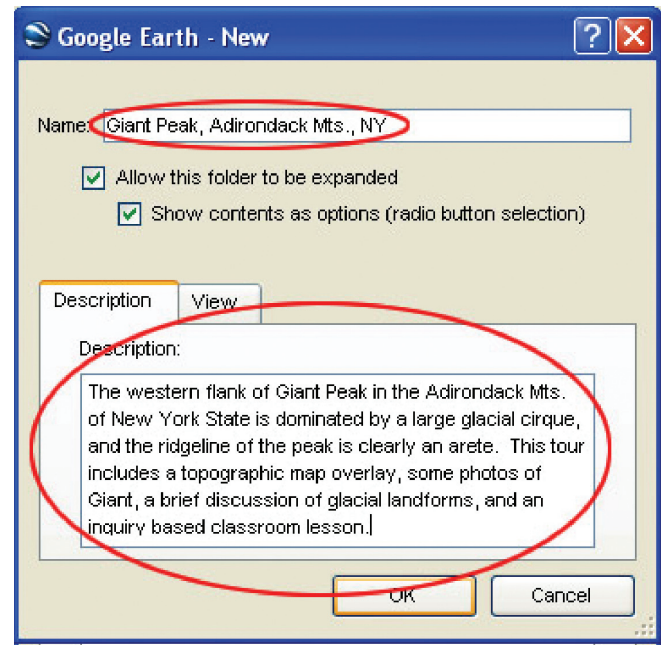 Google Earth - New
Name: Giant Peak, Adirondack Mts., NY
Allow this folder to be expanded
Show contents as options (radio button selection)
Description View
Description:
The western flank of Giant Peak in the Adirondack Mts.
of New York State is dominated by a large glacial cirque,
and the ridgeline of the peak is clearly an arete. This tour
includes a topographic map overlay, some photos of
Giant, a brief discussion of glacial landforms, and an
inquiry based classroom lesson.
OK Cancel